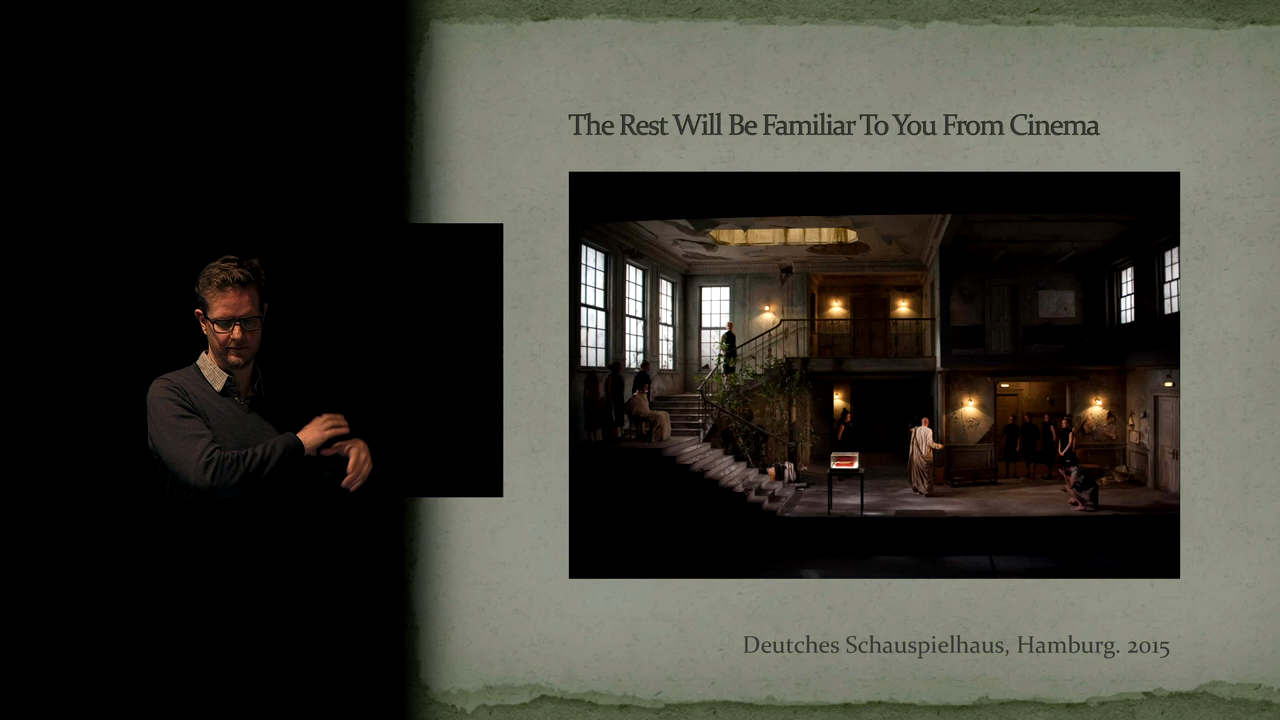 The Rest Will Be Familiar To You From Cinema
Deutches Schauspielhaus, Hamburg. 2015